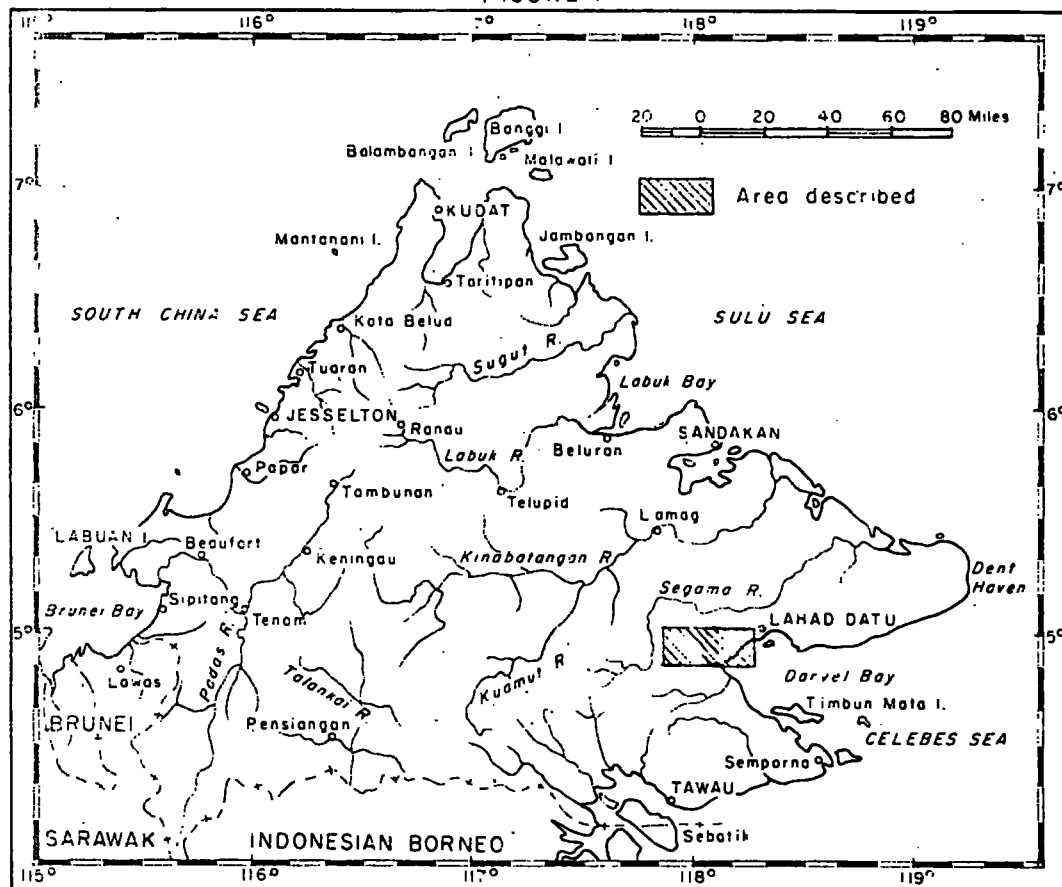 116° 117° 118° 119°
20 0 20 40 60 80 Miles
Banggi I
Balambangan I
Malawali I
7° 7°
Area described
KUDAT
Mantanani I.
Jambongan I.
Taritipan
SOUTH CHINA SEA
SULU SEA
Kota Belud
Sugut R.
Tuaran
Labuk Bay
6° 6°
JESSELTON
Ranau
SANDAKAN
Beluran
Labuk R.
Papar
Tambunan
Telupid
Lamag
LABUAN I.
Beaufort
Keningau
Kinabatangan R
Dent Haven
Segama R.
Brunei Bay
Sipitang
Tenom
5° 5°
LAHAD DATU
Lawas
Padas R.
Kuamut R
Darvel Bay
Talankai R.
Timbun Mata I.
BRUNEI
Pensiangan
CELEBES SEA
Semporna
TAWAU
Sebatik
SARAWAK
INDONESIAN BORNEO
115° 116° 117° 118° 119°